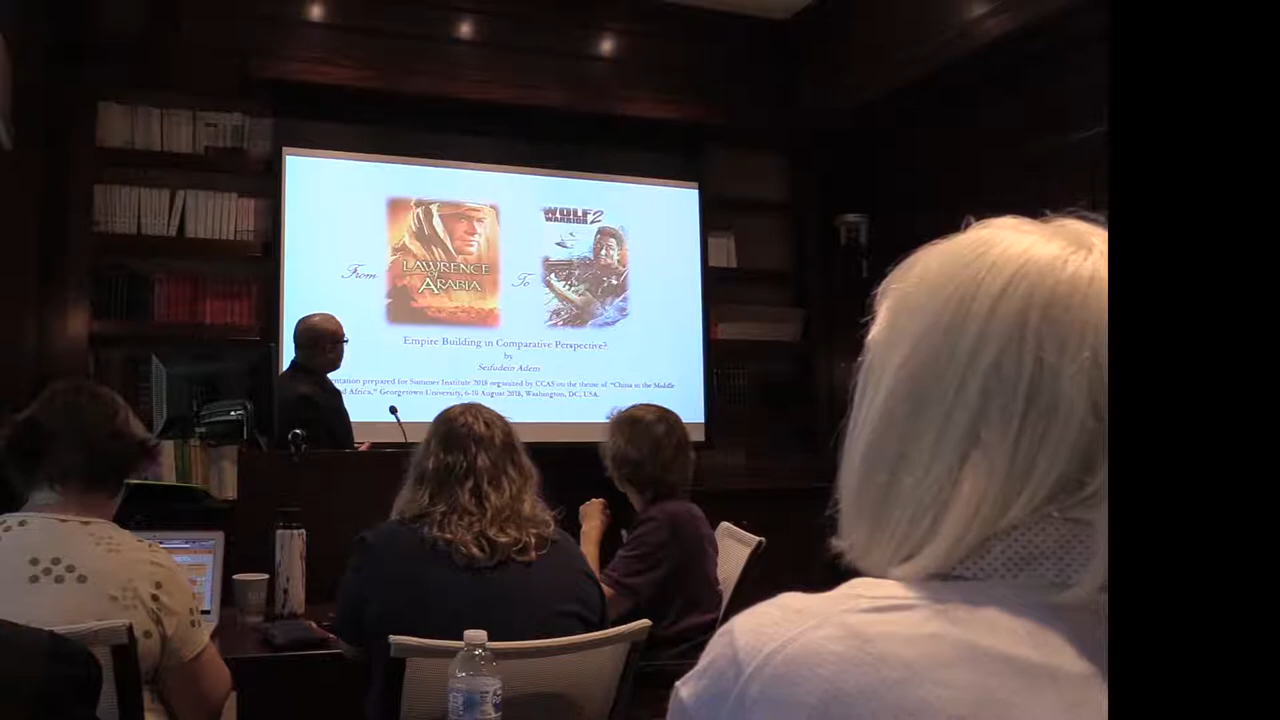 WOLF 2
WARRIOR
From
LAWRENCE
OF
ARABIA
To
Empire Building in Comparative Perspective?
by
Seifudein Adem
entation prepared for Summer Institute 2018 organized by CCAS on the theme of "China in the Middle
d Africa," Georgetown University, 6-10 August 2018, Washington, DC, USA.